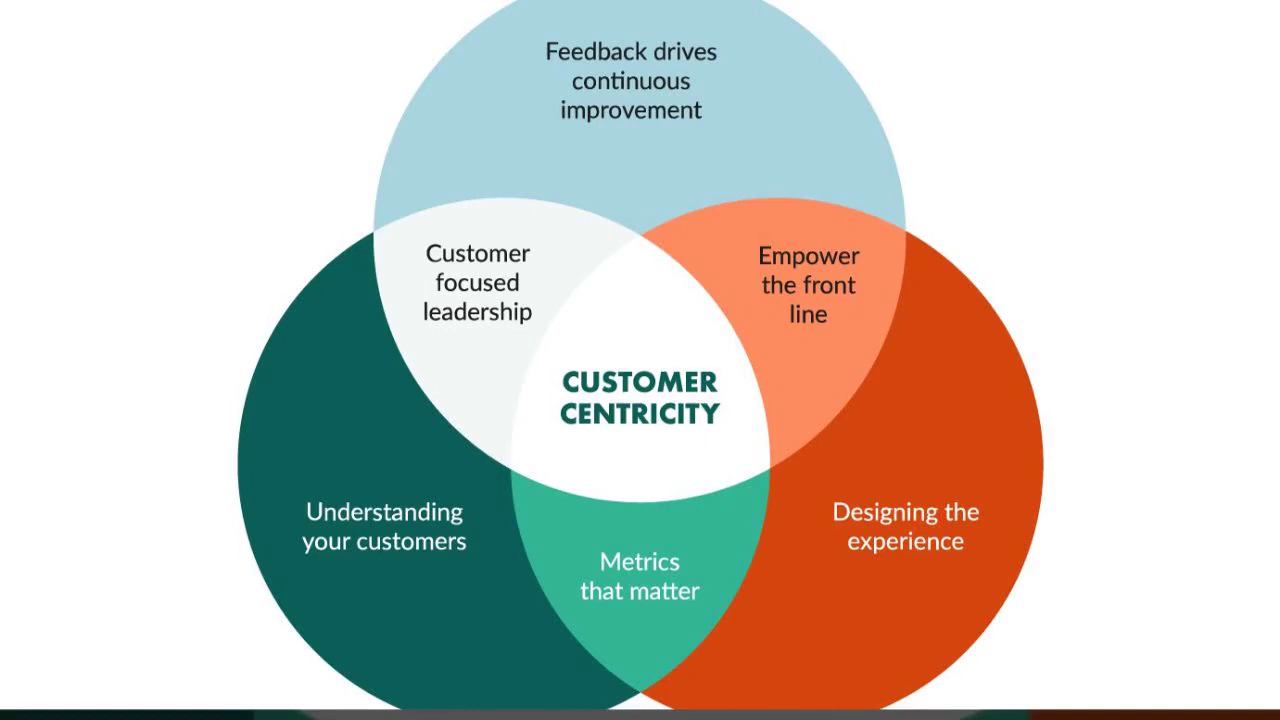 Feedback drives
continuous
improvement
Customer
focused
leadership
Empower
the front
line
CUSTOMER
CENTRICITY
Understanding
your customers
Designing the
experience
Metrics
that matter